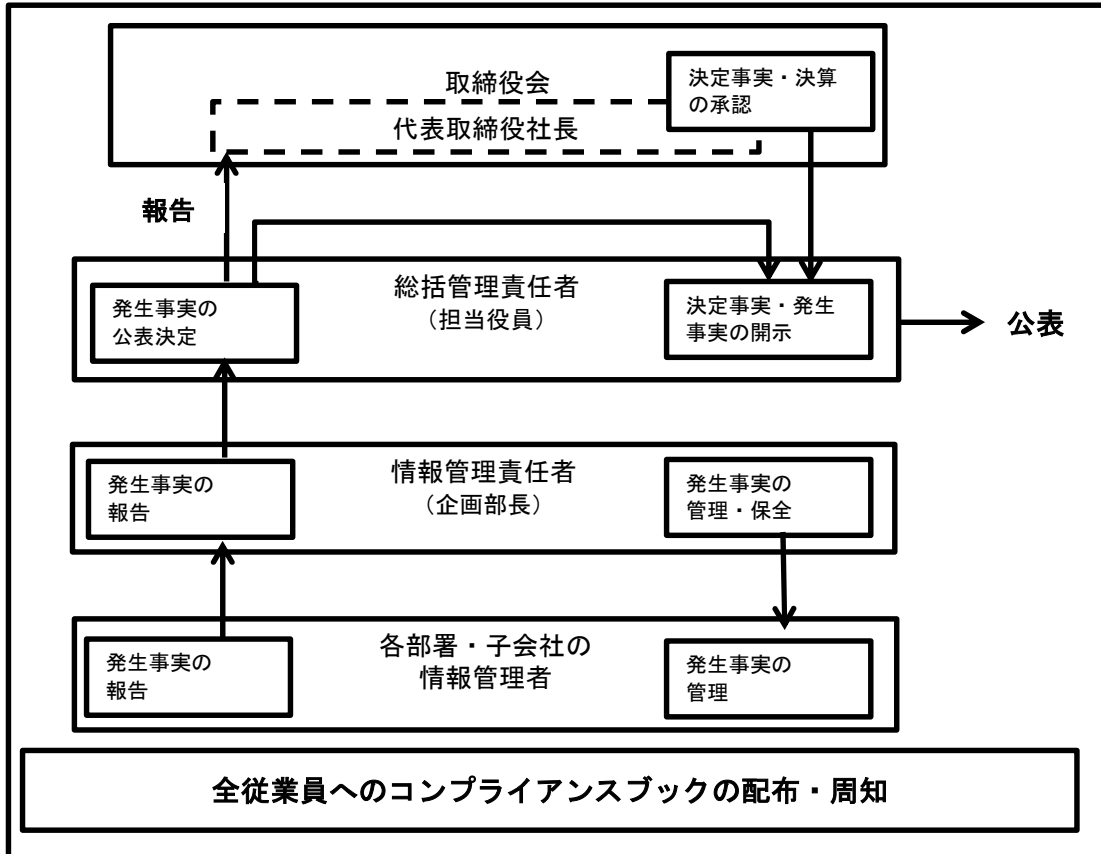 取締役会
決定事実・決算
の承認
代表取締役社長
報告
発生事実の
公表決定
総括管理責任者
（担当役員）
決定事実・発生
事実の開示
公表
発生事実の
報告
情報管理責任者
（企画部長）
発生事実の
管理・保全
発生事実の
報告
各部署・子会社の
情報管理者
発生事実の
管理
全従業員へのコンプライアンスブックの配布・周知